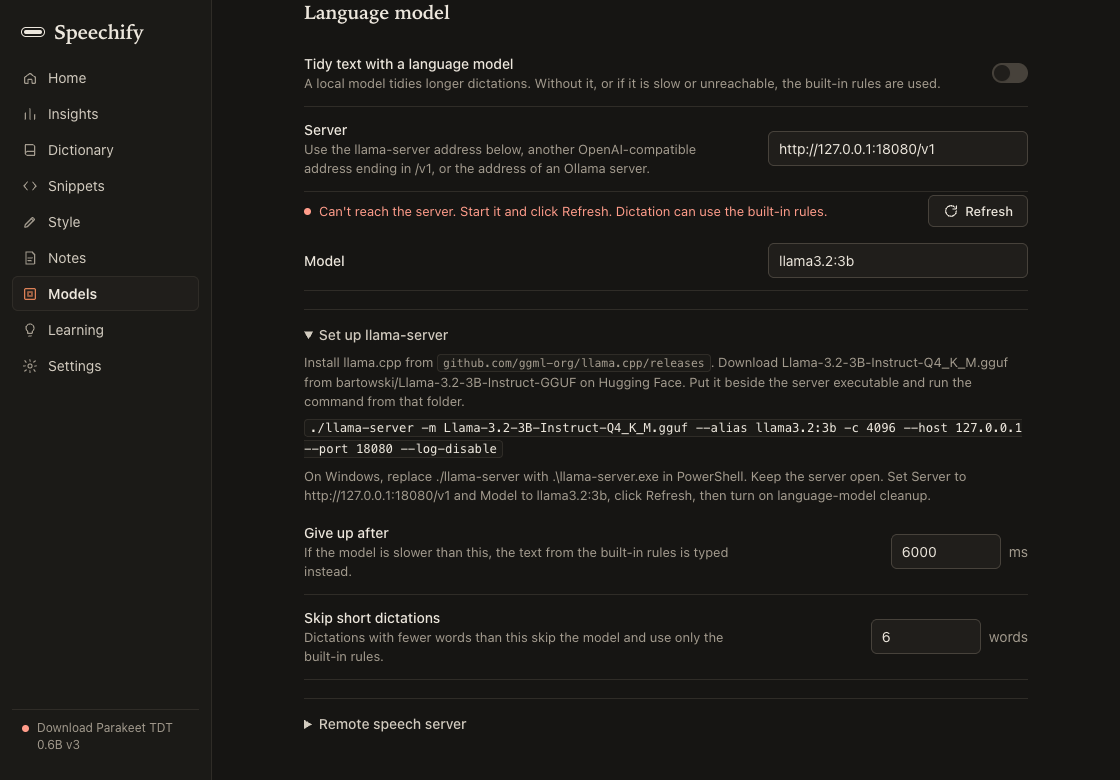 Speechify
Home
Insights
Dictionary
Snippets
Style
Notes
Models
Learning
Settings
Download Parakeet TDT
0.6B v3
Language model
Tidy text with a language model
A local model tidies longer dictations. Without it, or if it is slow or unreachable, the built-in rules are used.
Server
Use the llama-server address below, another OpenAI-compatible
address ending in /v1, or the address of an Ollama server.
http://127.0.0.1:18080/v1
Can't reach the server. Start it and click Refresh. Dictation can use the built-in rules.
Refresh
Model
llama3.2:3b
Set up llama-server
Install llama.cpp from github.com/ggml-org/llama.cpp/releases. Download Llama-3.2-3B-Instruct-Q4_K_M.gguf
from bartowski/Llama-3.2-3B-Instruct-GGUF on Hugging Face. Put it beside the server executable and run the
command from that folder.
./llama-server -m Llama-3.2-3B-Instruct-Q4_K_M.gguf --alias llama3.2:3b -c 4096 --host 127.0.0.1
--port 18080 --log-disable
On Windows, replace ./llama-server with .\llama-server.exe in PowerShell. Keep the server open. Set Server to
http://127.0.0.1:18080/v1 and Model to llama3.2:3b, click Refresh, then turn on language-model cleanup.
Give up after
If the model is slower than this, the text from the built-in rules is typed
instead.
6000 ms
Skip short dictations
Dictations with fewer words than this skip the model and use only the
built-in rules.
6 words
Remote speech server